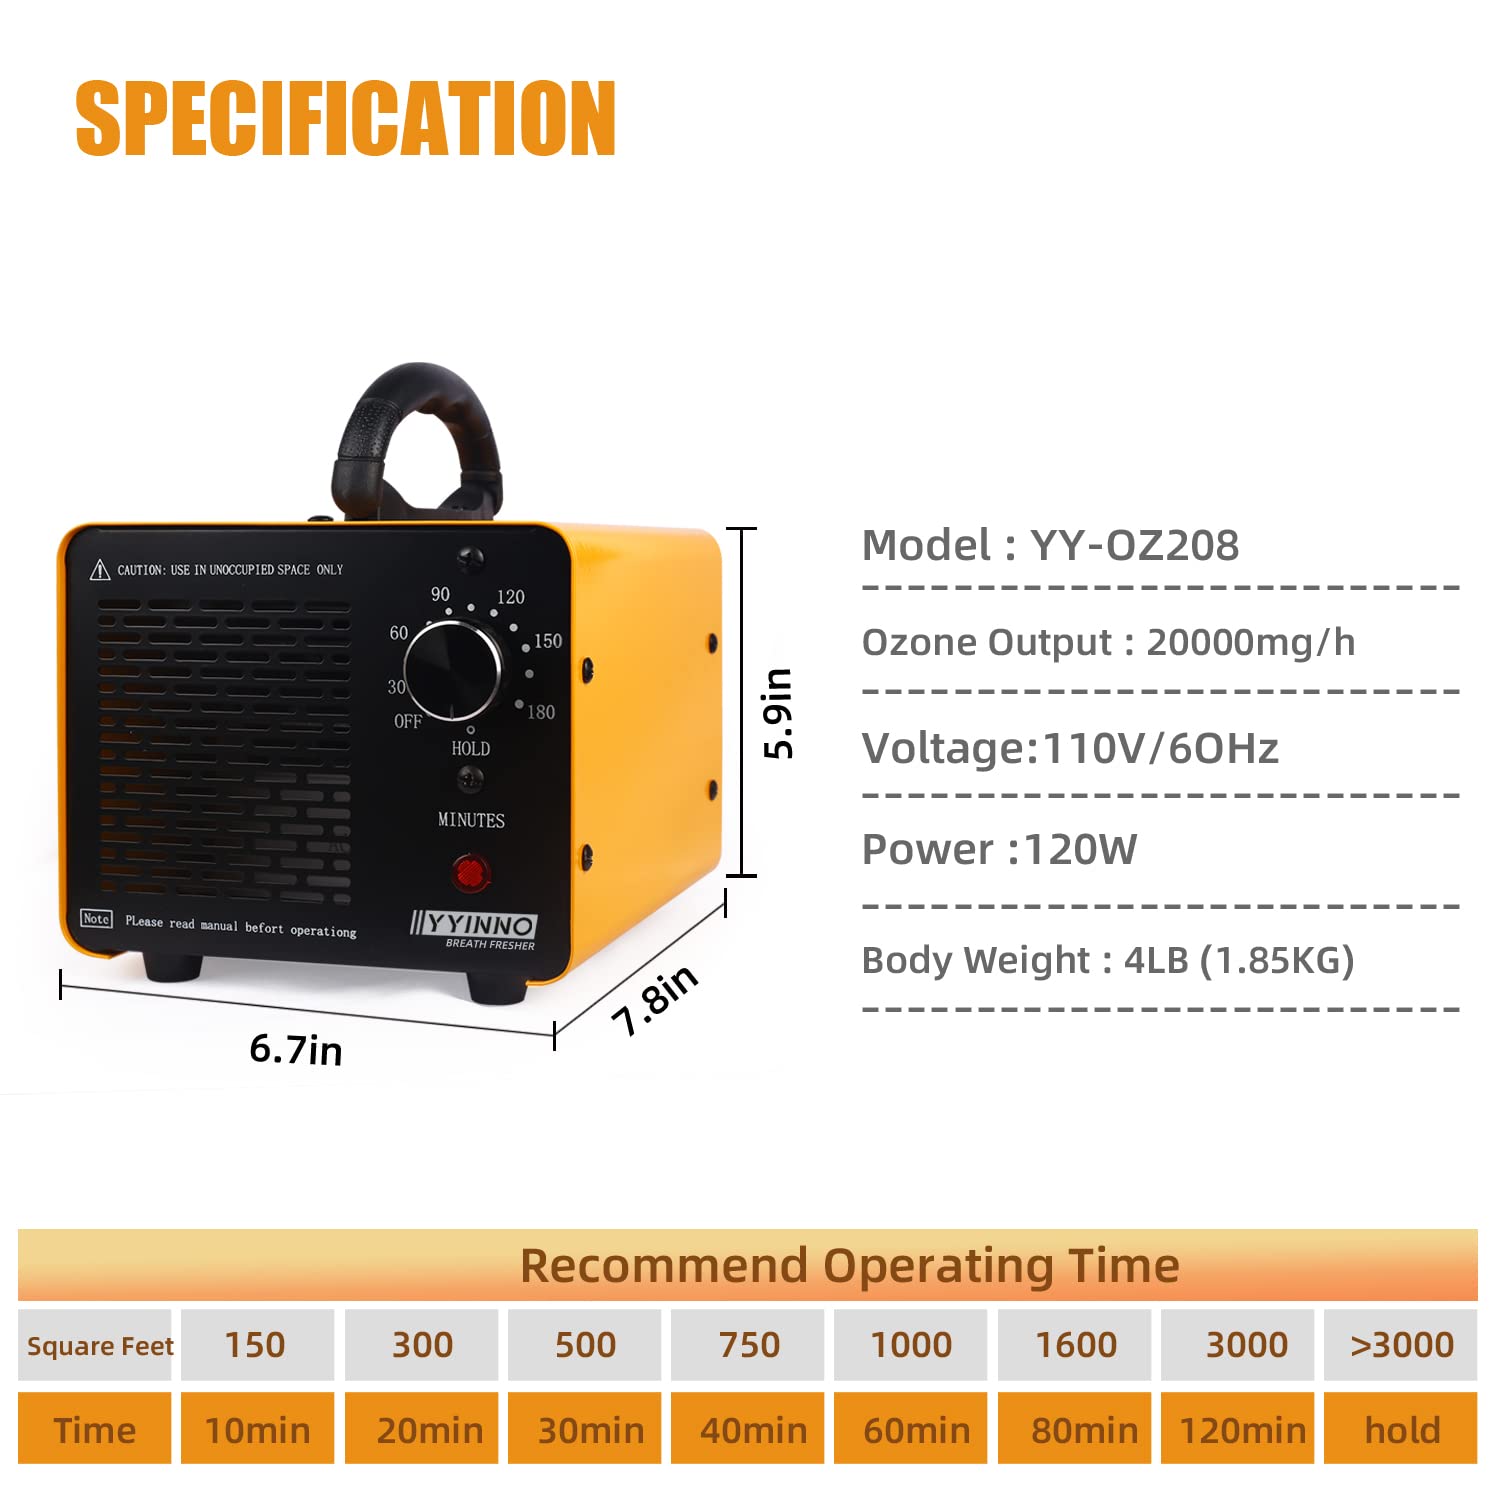 SPECIFICATION
CAUTION: USE IN UNOCCUPIED SPACE ONLY
90 120
60 150
30 180
OFF HOLD
MINUTES
Note PLease read manual befort operationg
YYINNO
BREATH FRESHER
5.9in
7.8in
6.7in
Model : YY-OZ208
Ozone Output : 20000mg/h
Voltage:110V/6OHz
Power :120W
Body Weight : 4LB (1.85KG)
Recommend Operating Time
Square Feet 150 300 500 750 1000 1600 3000 >3000
Time 10min 20min 30min 40min 60min 80min 120min hold